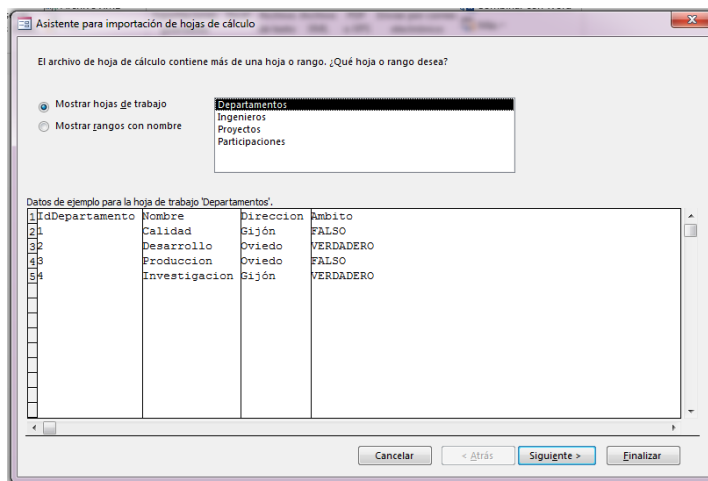 Asistente para importación de hojas de cálculo
El archivo de hoja de cálculo contiene más de una hoja o rango. ¿Qué hoja o rango desea?
Mostrar hojas de trabajo
Mostrar rangos con nombre
Departamentos
Ingenieros
Proyectos
Participaciones
Datos de ejemplo para la hoja de trabajo 'Departamentos'.
1 IdDepartamento Nombre Direccion Ambito
2 1 Calidad Gijón FALSO
3 2 Desarrollo Oviedo VERDADERO
4 3 Produccion Oviedo FALSO
5 4 Investigacion Gijón VERDADERO
Cancelar < Atrás Siguiente > Finalizar